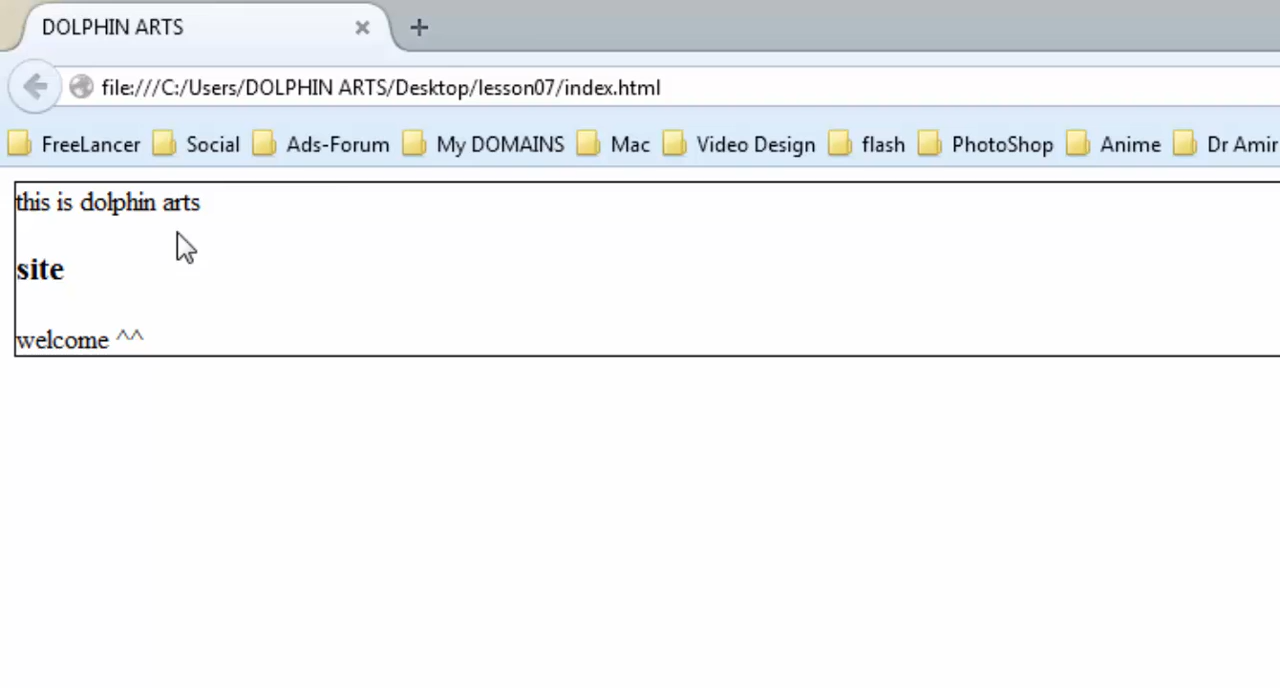 DOLPHIN ARTS
file:///C:/Users/DOLPHIN ARTS/Desktop/lesson07/index.html
FreeLancer Social Ads-Forum My DOMAINS Mac Video Design flash PhotoShop Anime Dr Amir
this is dolphin arts
site
welcome ^^